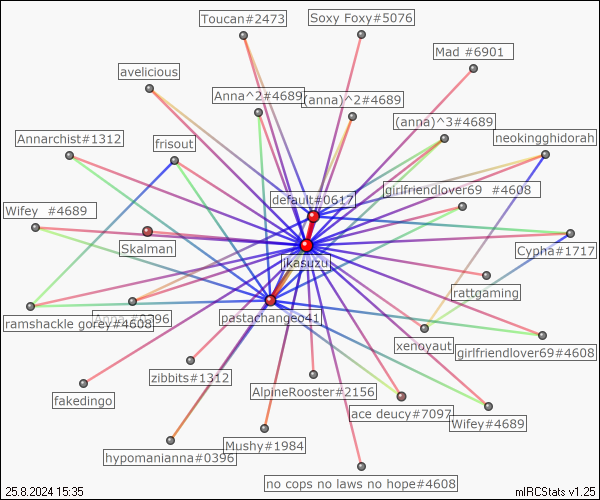 Toucan#2473
Soxy Foxy#5076
Mad #6901
avelicious
Anna^2#4689
(anna)^2#4689
(anna)^3#4689
Annarchist#1312
frisout
neokingghidorah
default#0617
girlfriendlover69 #4608
Wifey #4689
Skalman
Cypha#1717
kasuzu
rattgaming
pastachangeo41
ramshackle gorey#4608
Anna #0396
xenoyaut
girlfriendlover69#4608
zibbits#1312
fakedingo
AlpineRooster#2156
ace deucy#7097
Wifey#4689
Mushy#1984
hypomanianna#0396
no cops no laws no hope#4608
25.8.2024 15:35
mIRCStats v1.25